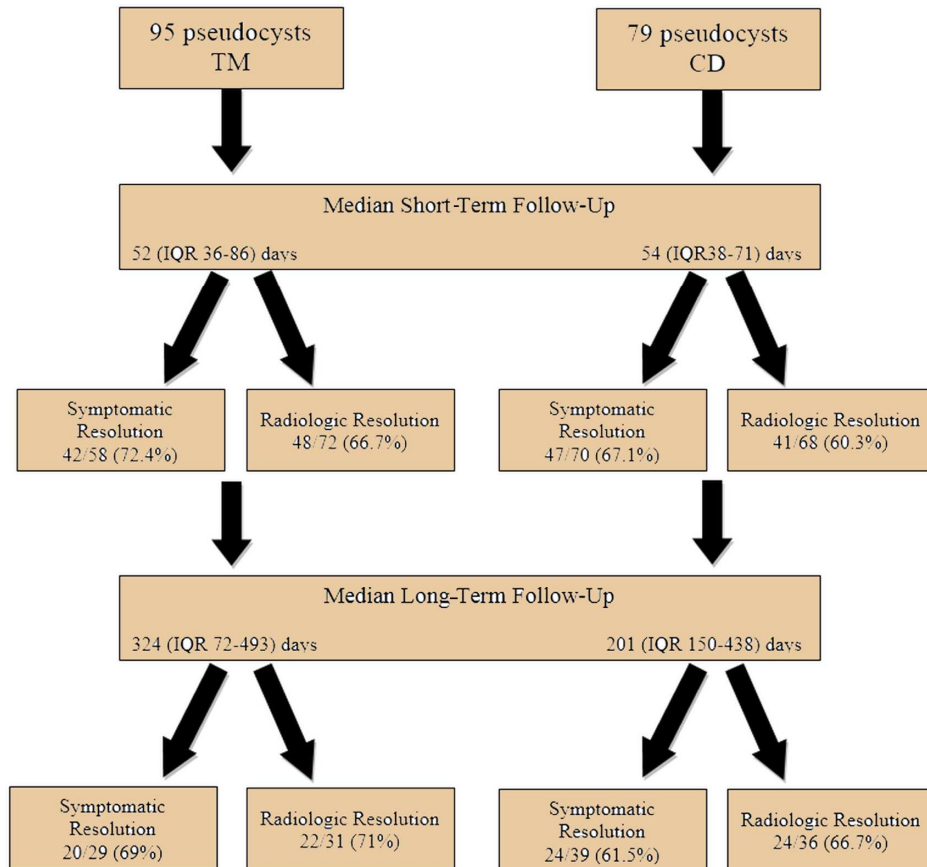 95 pseudocysts
TM
79 pseudocysts
CD
Median Short-Term Follow-Up
52 (IQR 36-86) days
54 (IQR38-71) days
Symptomatic
Resolution
42/58 (72.4%)
Radiologic Resolution
48/72 (66.7%)
Symptomatic
Resolution
47/70 (67.1%)
Radiologic Resolution
41/68 (60.3%)
Median Long-Term Follow-Up
324 (IQR 72-493) days
201 (IQR 150-438) days
Symptomatic
Resolution
20/29 (69%)
Radiologic Resolution
22/31 (71%)
Symptomatic
Resolution
24/39 (61.5%)
Radiologic Resolution
24/36 (66.7%)